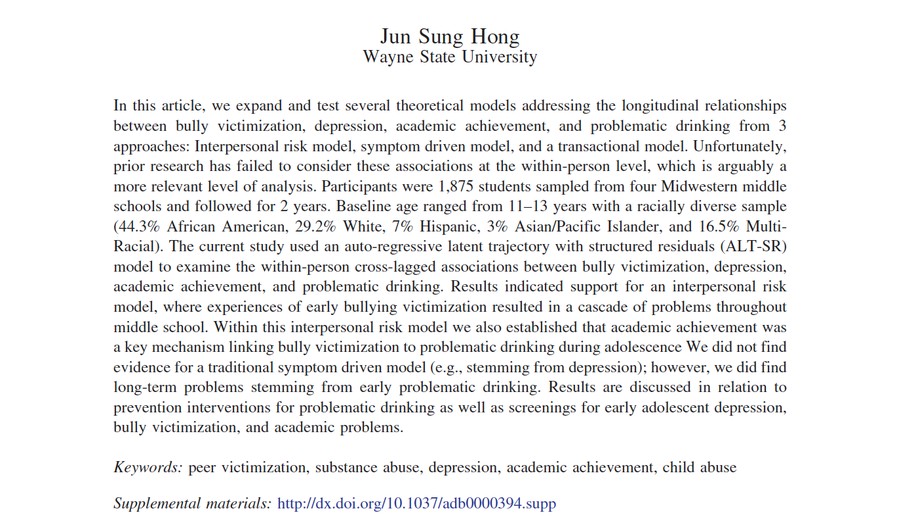 Jun Sung Hong
Wayne State University
In this article, we expand and test several theoretical models addressing the longitudinal relationships
between bully victimization, depression, academic achievement, and problematic drinking from 3
approaches: Interpersonal risk model, symptom driven model, and a transactional model. Unfortunately,
prior research has failed to consider these associations at the within-person level, which is arguably a
more relevant level of analysis. Participants were 1,875 students sampled from four Midwestern middle
schools and followed for 2 years. Baseline age ranged from 11–13 years with a racially diverse sample
(44.3% African American, 29.2% White, 7% Hispanic, 3% Asian/Pacific Islander, and 16.5% Multi-
Racial). The current study used an auto-regressive latent trajectory with structured residuals (ALT-SR)
model to examine the within-person cross-lagged associations between bully victimization, depression,
academic achievement, and problematic drinking. Results indicated support for an interpersonal risk
model, where experiences of early bullying victimization resulted in a cascade of problems throughout
middle school. Within this interpersonal risk model we also established that academic achievement was
a key mechanism linking bully victimization to problematic drinking during adolescence We did not find
evidence for a traditional symptom driven model (e.g., stemming from depression); however, we did find
long-term problems stemming from early problematic drinking. Results are discussed in relation to
prevention interventions for problematic drinking as well as screenings for early adolescent depression,
bully victimization, and academic problems.
Keywords: peer victimization, substance abuse, depression, academic achievement, child abuse
Supplemental materials: http://dx.doi.org/10.1037/adb0000394.supp